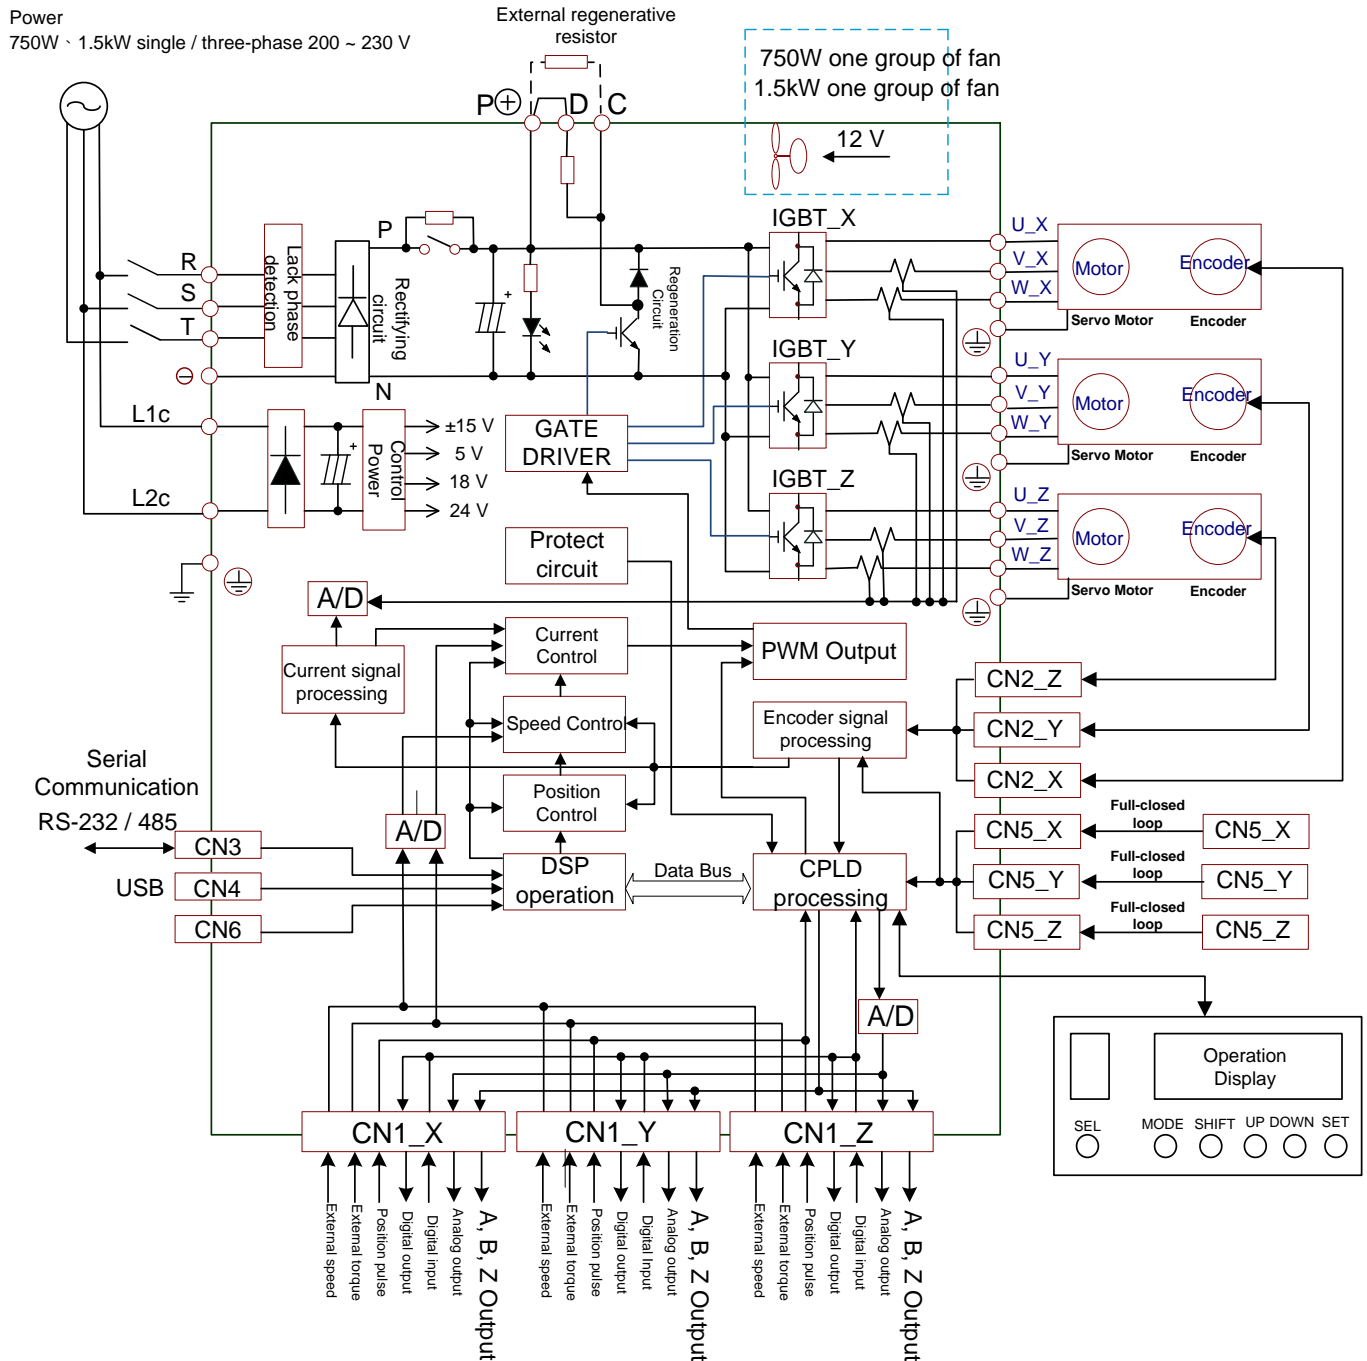 Power
750W、1.5kW single / three-phase 200 ~ 230 V
External regenerative
resistor
750W one group of fan
1.5kW one group of fan
12 V
P
D
C
R
S
T
Lack phase
detection
Rectifying
circuit
P
N
Regeneration
Circuit
IGBT_X
IGBT_Y
IGBT_Z
U_X
V_X
W_X
Motor
Encoder
Servo Motor
Encoder
U_Y
V_Y
W_Y
Motor
Encoder
Servo Motor
Encoder
U_Z
V_Z
W_Z
Motor
Encoder
Servo Motor
Encoder
L1c
L2c
+
+
Control
Power
±15 V
5 V
18 V
24 V
GATE
DRIVER
Protect
circuit
A/D
Current signal
processing
Current
Control
Speed Control
Position
Control
PWM Output
Encoder signal
processing
CN2_Z
CN2_Y
CN2_X
Serial
Communication
RS-232 / 485
USB
CN3
CN4
CN6
A/D
DSP
operation
Data Bus
CPLD
processing
CN5_X
CN5_Y
CN5_Z
Full-closed
loop
Full-closed
loop
Full-closed
loop
CN5_X
CN5_Y
CN5_Z
A/D
Operation
Display
SEL
MODE
SHIFT
UP
DOWN
SET
CN1_X
CN1_Y
CN1_Z
External speed
External torque
Position pulse
Digital output
Digital input
Analog output
A, B, Z Output
External speed
External torque
Position pulse
Digital output
Digital Input
Analog output
A, B, Z Output
External speed
External torque
Position pulse
Digital output
Digital input
Analog output
A, B, Z Output